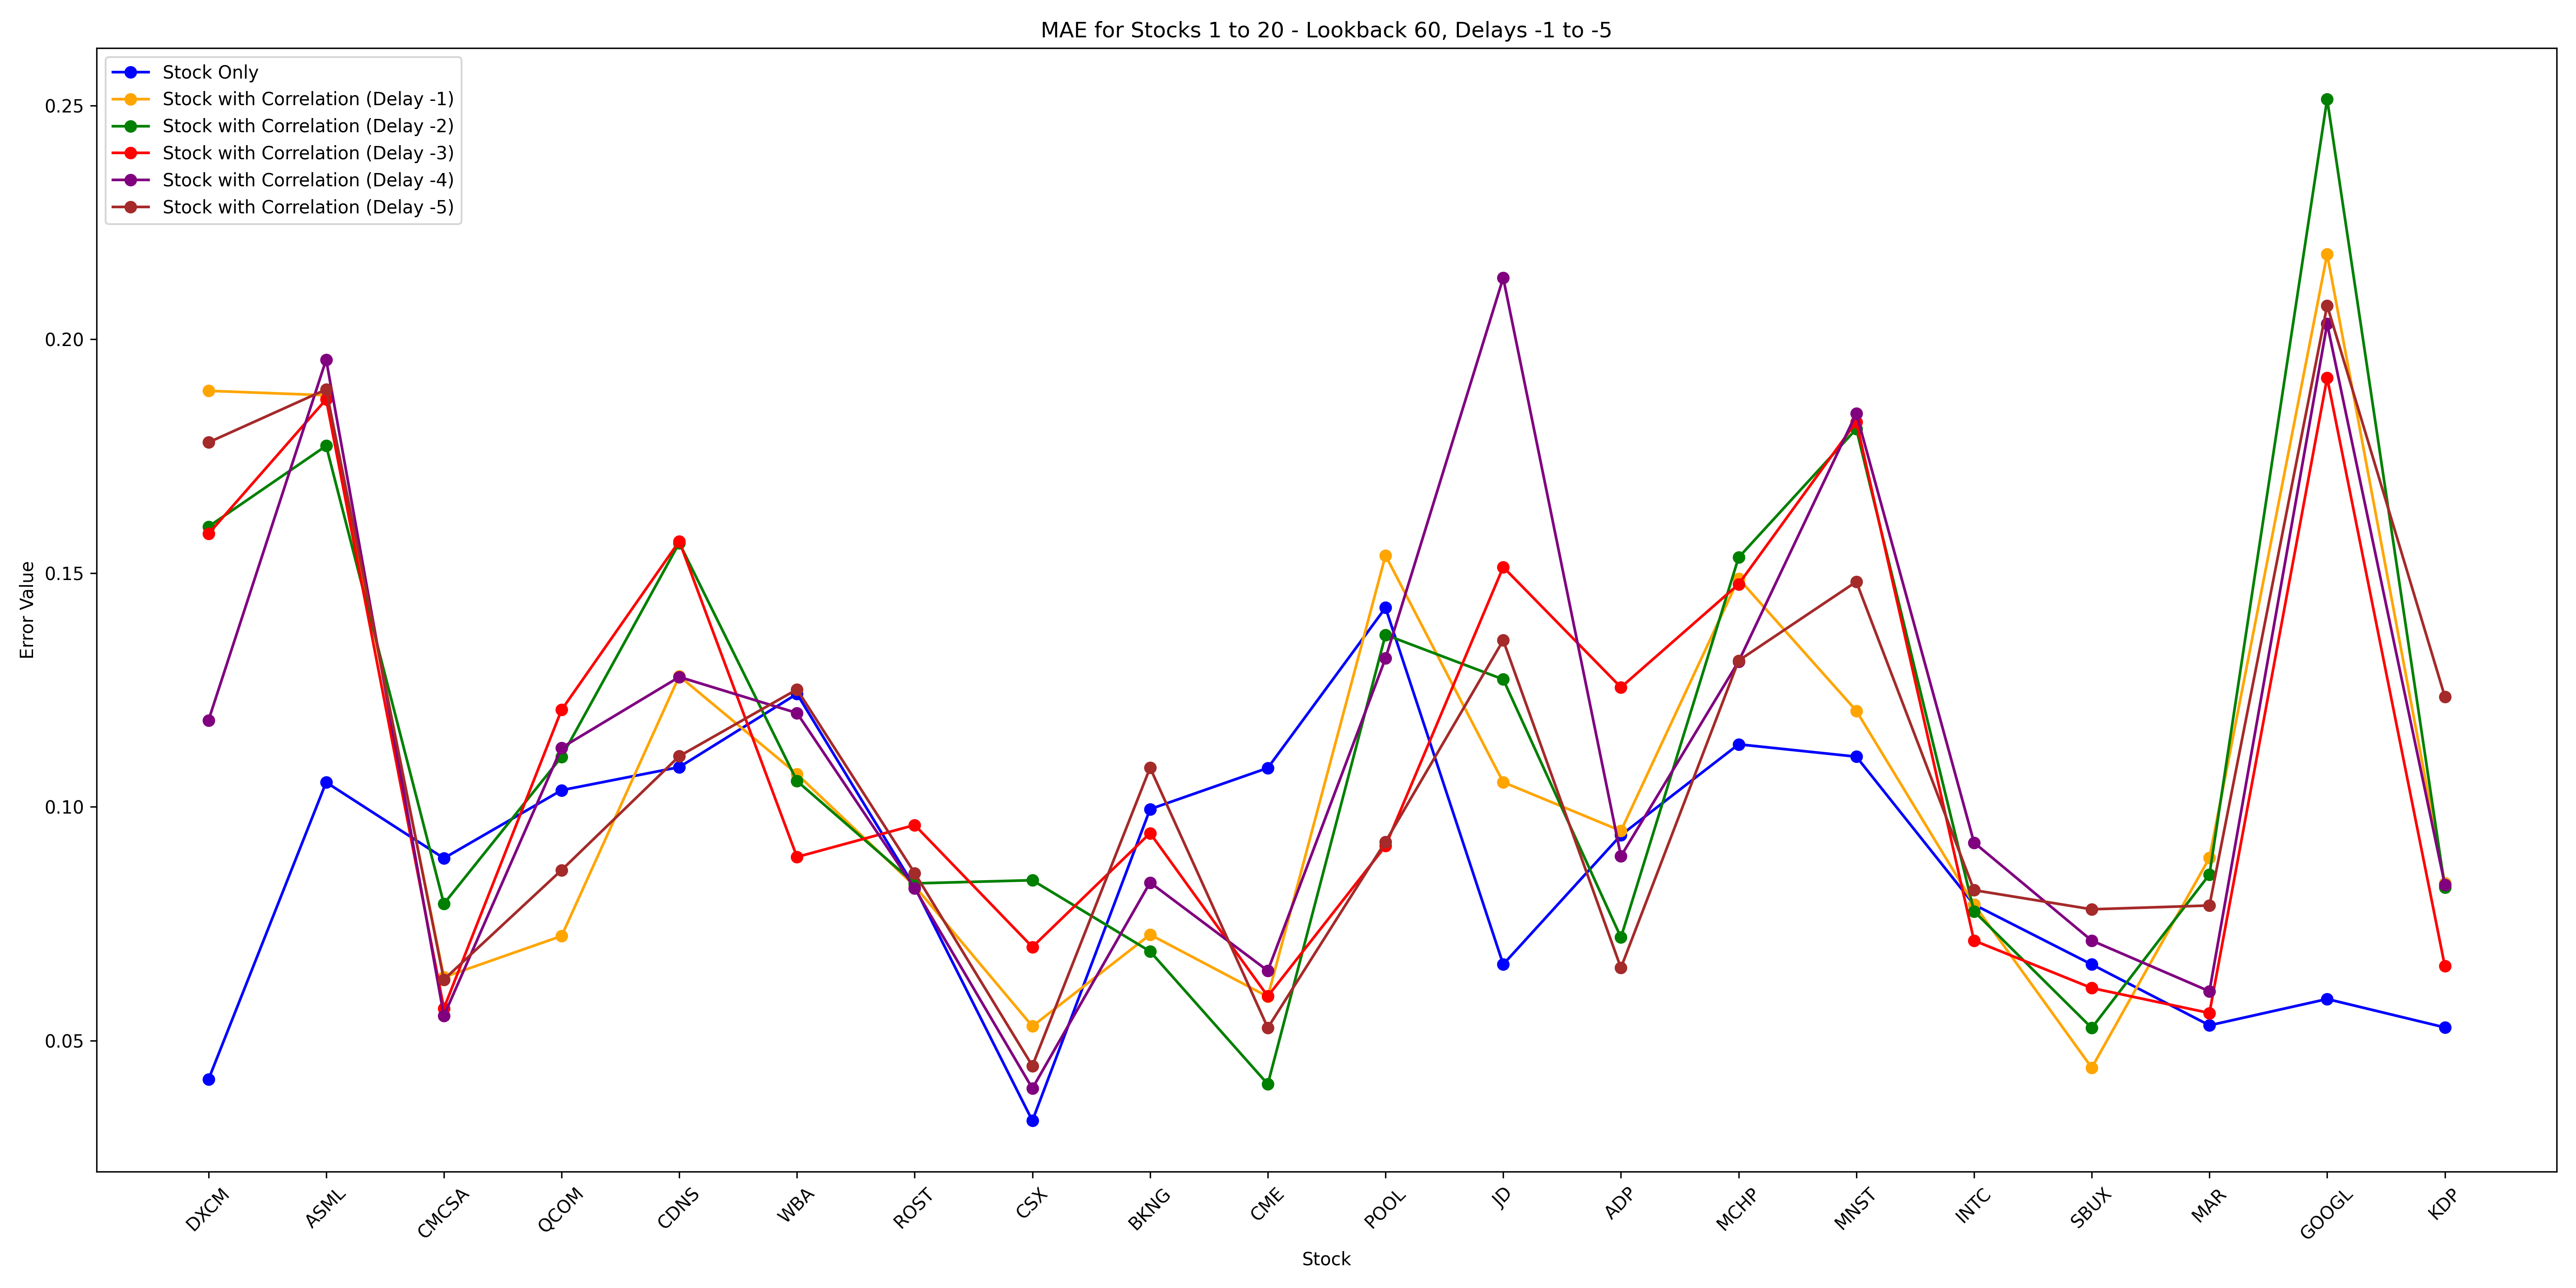 MAE for Stocks 1 to 20 - Lookback 60, Delays -1 to -5
Stock Only
Stock with Correlation (Delay -1)
Stock with Correlation (Delay -2)
Stock with Correlation (Delay -3)
Stock with Correlation (Delay -4)
Stock with Correlation (Delay -5)
Error Value
0.25
0.20
0.15
0.10
0.05
DXCM
ASML
CMCSA
QCOM
CDNS
WBA
ROST
CSX
BKNG
CME
POOL
JD
ADP
MCHP
MNST
INTC
SBUX
MAR
GOOGL
KDP
Stock